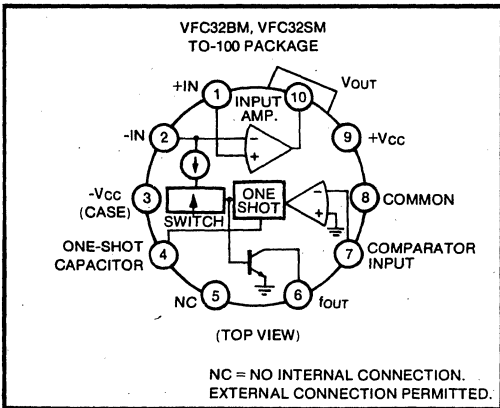 VFC32BM, VFC32SM
TO-100 PACKAGE
+IN
1
INPUT
AMP.
10
VOUT
-IN
2
-
+
9
+VCC
-VCC
(CASE)
3
SWITCH
ONE
SHOT
-
+
8
COMMON
ONE-SHOT
CAPACITOR
4
7
COMPARATOR
INPUT
NC
5
6
fOUT
(TOP VIEW)
NC = NO INTERNAL CONNECTION.
EXTERNAL CONNECTION PERMITTED.